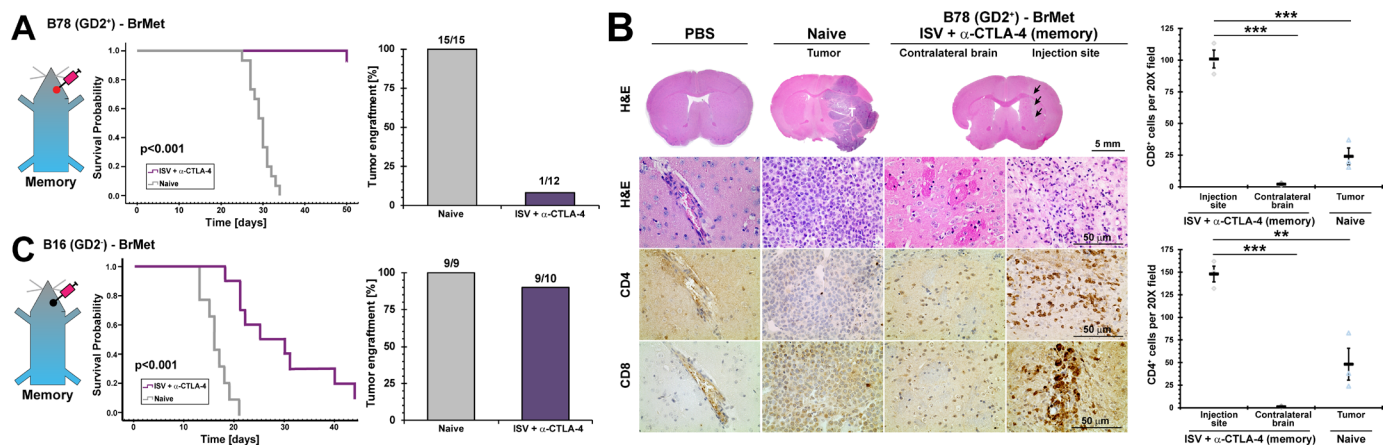 A
B78 (GD2⁺) - BrMet
Memory
Survival Probability
1.0
0.8
0.6
0.4
0.2
0.0
p<0.001
ISV + α-CTLA-4
Naive
0 10 20 30 40 50
Time [days]
Tumor engraftment [%]
100
80
60
40
20
0
15/15
1/12
Naive ISV + α-CTLA-4
C
B16 (GD2⁻) - BrMet
Memory
Survival Probability
1.0
0.8
0.6
0.4
0.2
0.0
p<0.001
ISV + α-CTLA-4
Naive
0 10 20 30 40
Time [days]
Tumor engraftment [%]
100
80
60
40
20
0
9/9
9/10
Naive ISV + α-CTLA-4
B
B78 (GD2⁺) - BrMet
PBS Naive ISV + α-CTLA-4 (memory)
Tumor Contralateral brain Injection site
H&E
5 mm
H&E
50 µm
CD4
50 µm
CD8
50 µm
CD8⁺ cells per 20X field
125
100
75
50
25
0
***
***
Injection site
Contralateral brain
Tumor
ISV + α-CTLA-4 (memory) Naive
CD4⁺ cells per 20X field
175
150
125
100
75
50
25
0
**
***
Injection site
Contralateral brain
Tumor
ISV + α-CTLA-4 (memory) Naive